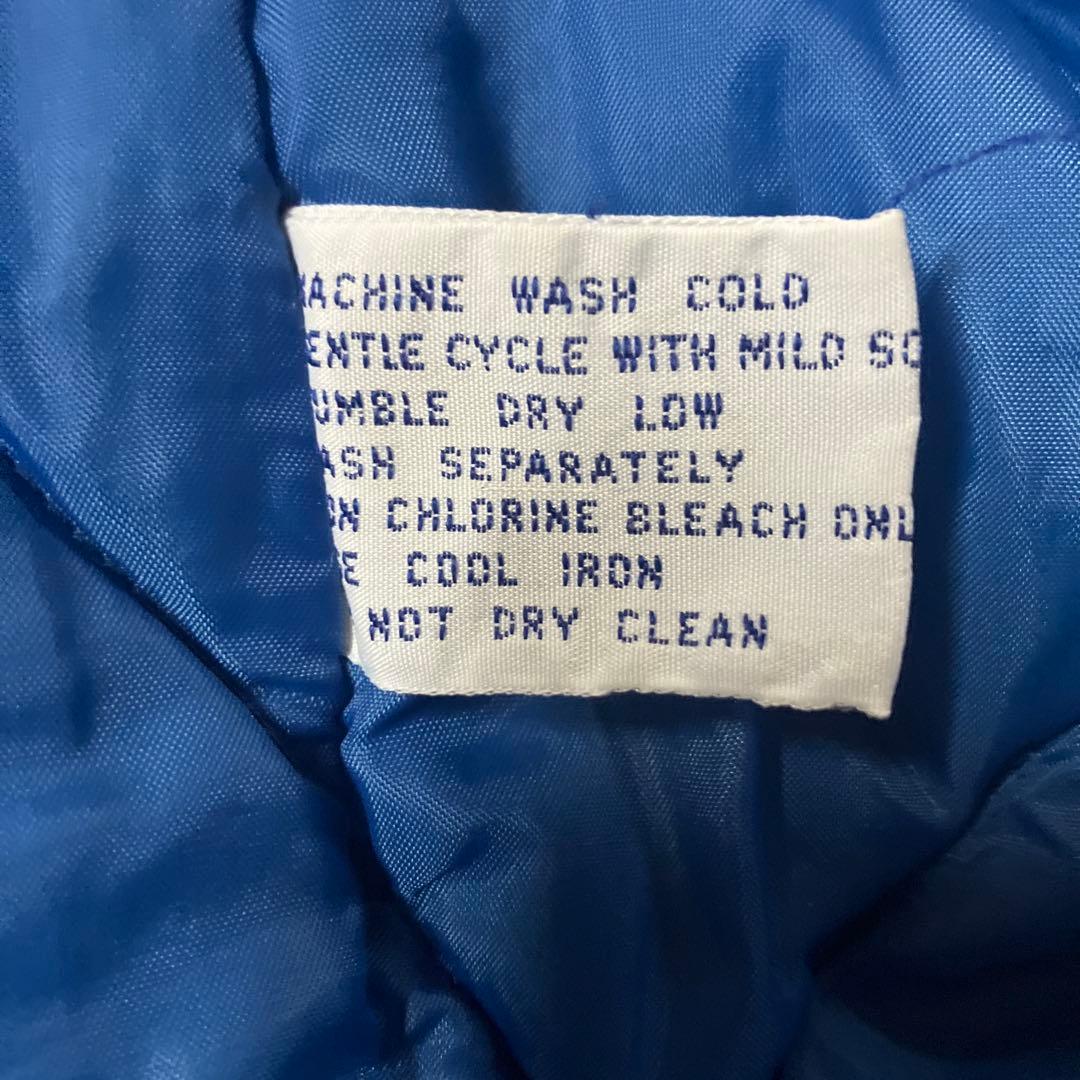 MACHINE WASH COLD
ENTLE CYCLE WITH MILD SO
UMBLE DRY LOW
ASH SEPARATELY
ON CHLORINE BLEACH ONL
SE COOL IRON
NOT DRY CLEAN